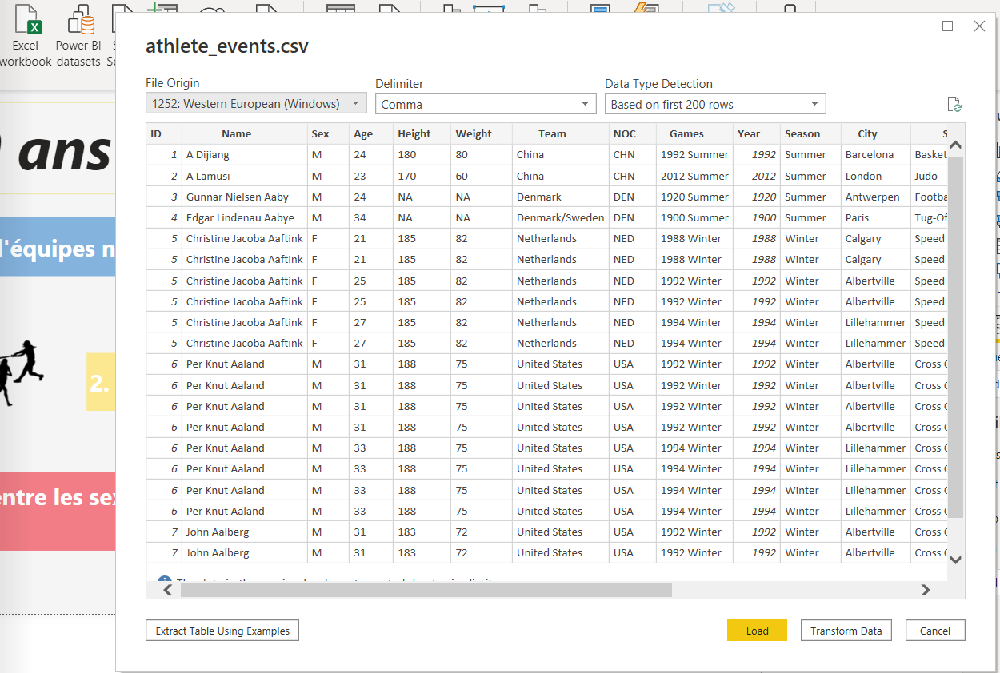 Excel
workbook
Power BI
datasets
Se
ans
l'équipes n
2.
entre les sex
athlete_events.csv
File Origin
Delimiter
Data Type Detection
1252: Western European (Windows)
Comma
Based on first 200 rows
ID Name Sex Age Height Weight Team NOC Games Year Season City S
1 A Dijiang M 24 180 80 China CHN 1992 Summer 1992 Summer Barcelona Basket
2 A Lamusi M 23 170 60 China CHN 2012 Summer 2012 Summer London Judo
3 Gunnar Nielsen Aaby M 24 NA NA Denmark DEN 1920 Summer 1920 Summer Antwerpen Footba
4 Edgar Lindenau Aabye M 34 NA NA Denmark/Sweden DEN 1900 Summer 1900 Summer Paris Tug-Of
5 Christine Jacoba Aaftink F 21 185 82 Netherlands NED 1988 Winter 1988 Winter Calgary Speed
5 Christine Jacoba Aaftink F 21 185 82 Netherlands NED 1988 Winter 1988 Winter Calgary Speed
5 Christine Jacoba Aaftink F 25 185 82 Netherlands NED 1992 Winter 1992 Winter Albertville Speed
5 Christine Jacoba Aaftink F 25 185 82 Netherlands NED 1992 Winter 1992 Winter Albertville Speed
5 Christine Jacoba Aaftink F 27 185 82 Netherlands NED 1994 Winter 1994 Winter Lillehammer Speed
5 Christine Jacoba Aaftink F 27 185 82 Netherlands NED 1994 Winter 1994 Winter Lillehammer Speed
6 Per Knut Aaland M 31 188 75 United States USA 1992 Winter 1992 Winter Albertville Cross C
6 Per Knut Aaland M 31 188 75 United States USA 1992 Winter 1992 Winter Albertville Cross C
6 Per Knut Aaland M 31 188 75 United States USA 1992 Winter 1992 Winter Albertville Cross C
6 Per Knut Aaland M 31 188 75 United States USA 1992 Winter 1992 Winter Albertville Cross C
6 Per Knut Aaland M 33 188 75 United States USA 1994 Winter 1994 Winter Lillehammer Cross C
6 Per Knut Aaland M 33 188 75 United States USA 1994 Winter 1994 Winter Lillehammer Cross C
6 Per Knut Aaland M 33 188 75 United States USA 1994 Winter 1994 Winter Lillehammer Cross C
6 Per Knut Aaland M 33 188 75 United States USA 1994 Winter 1994 Winter Lillehammer Cross C
7 John Aalberg M 31 183 72 United States USA 1992 Winter 1992 Winter Albertville Cross C
7 John Aalberg M 31 183 72 United States USA 1992 Winter 1992 Winter Albertville Cross C
Extract Table Using Examples
Load
Transform Data
Cancel